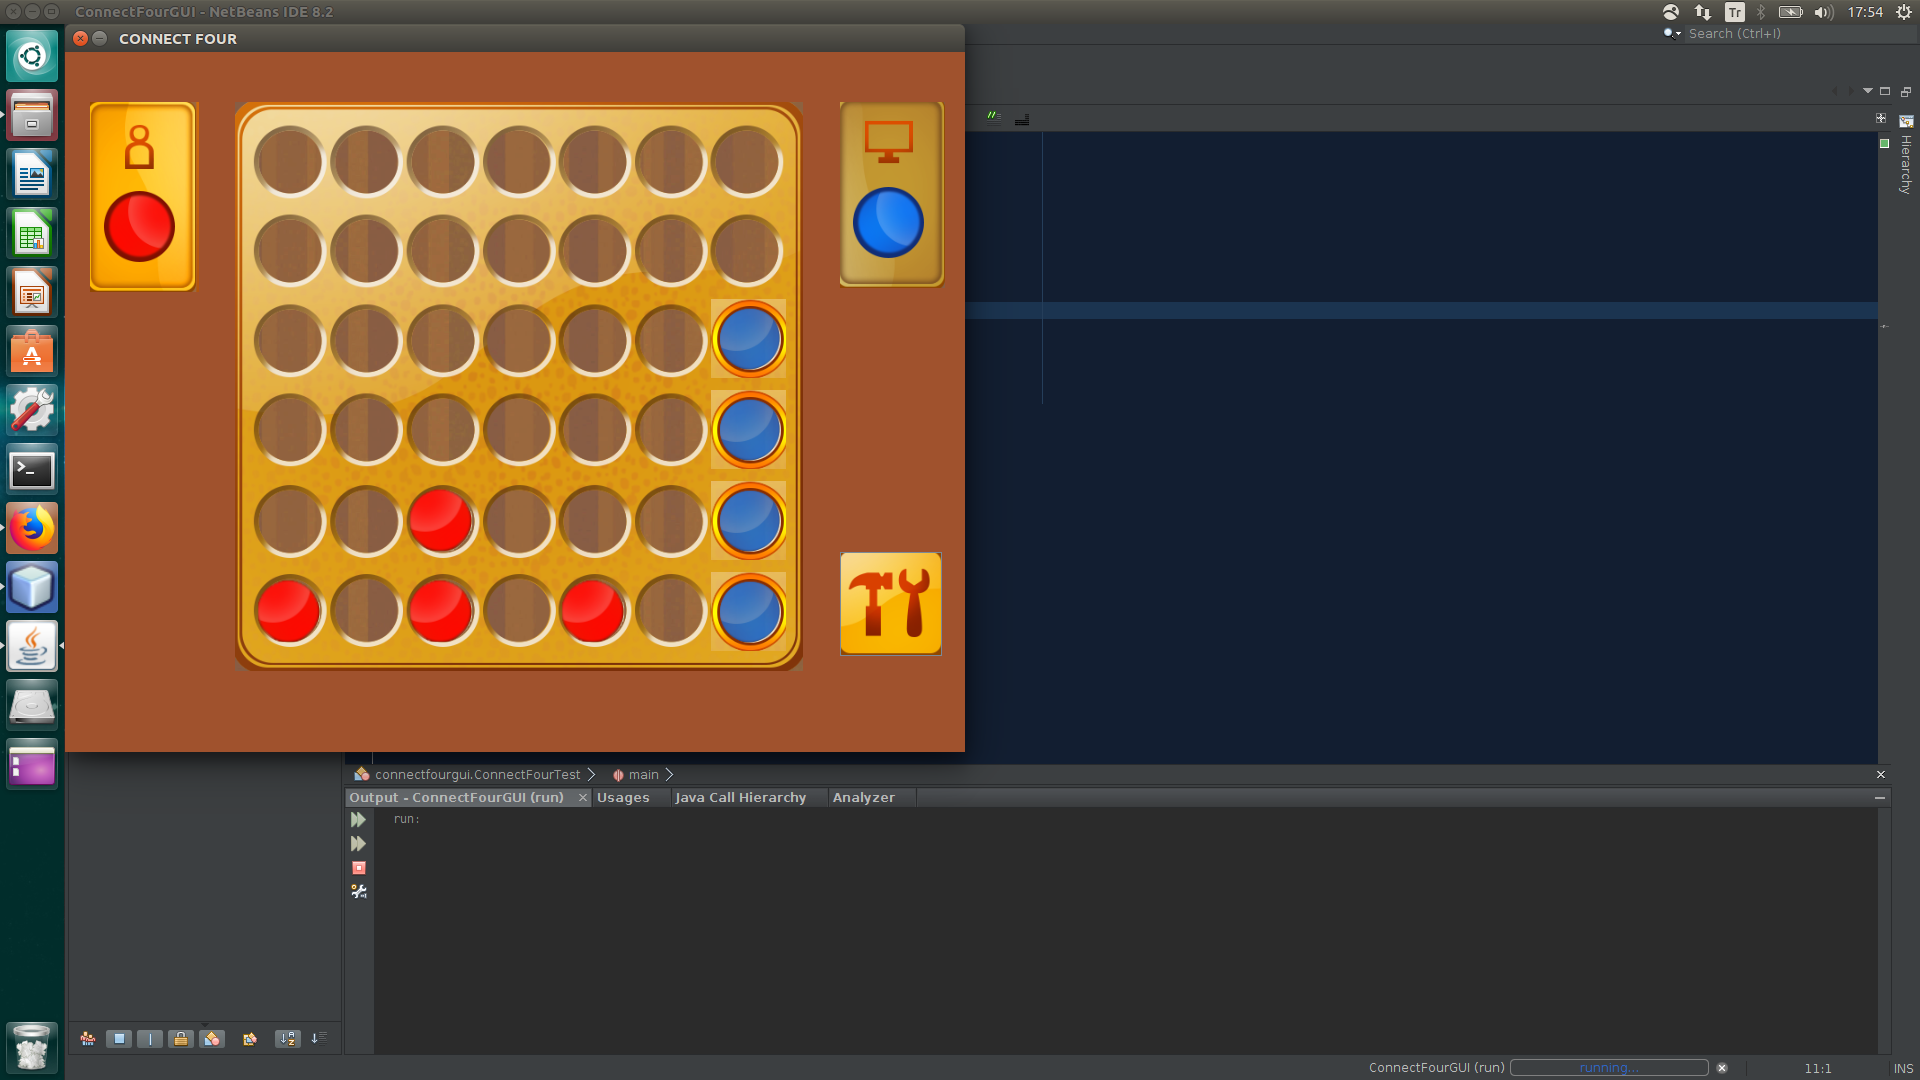 ConnectFourGUI - NetBeans IDE 8.2
Tr
17:54
CONNECT FOUR
Search (Ctrl+I)
Hierarchy
connectfourgui.ConnectFourTest
main
Output - ConnectFourGUI (run)
Usages
Java Call Hierarchy
Analyzer
run:
ConnectFourGUI (run)
running...
11:1
INS